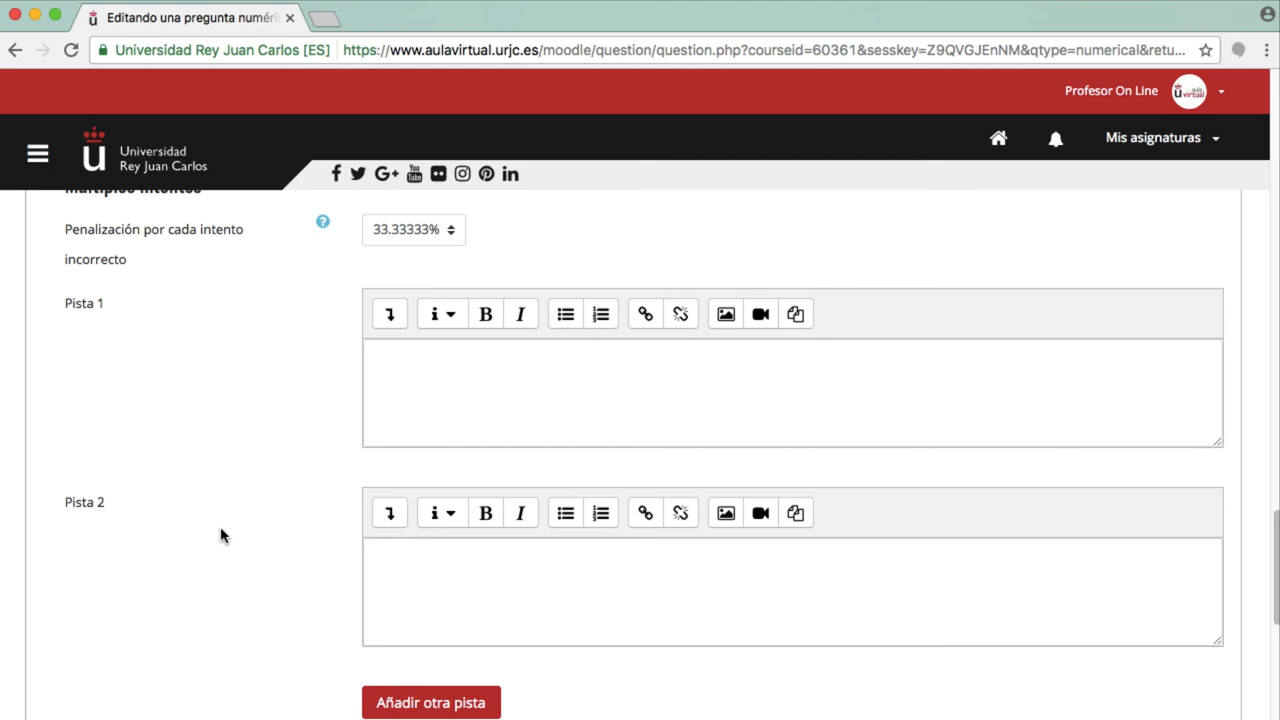 Editando una pregunta numéri
Universidad Rey Juan Carlos [ES]
https://www.aulavirtual.urjc.es/moodle/question/question.php?courseid=60361&sesskey=Z9QVGJEnNM&qtype=numerical&retu...
Profesor On Line
Universidad
Rey Juan Carlos
Mis asignaturas
Múltiples intentos
Penalización por cada intento
incorrecto
33.33333%
Pista 1
Pista 2
Añadir otra pista